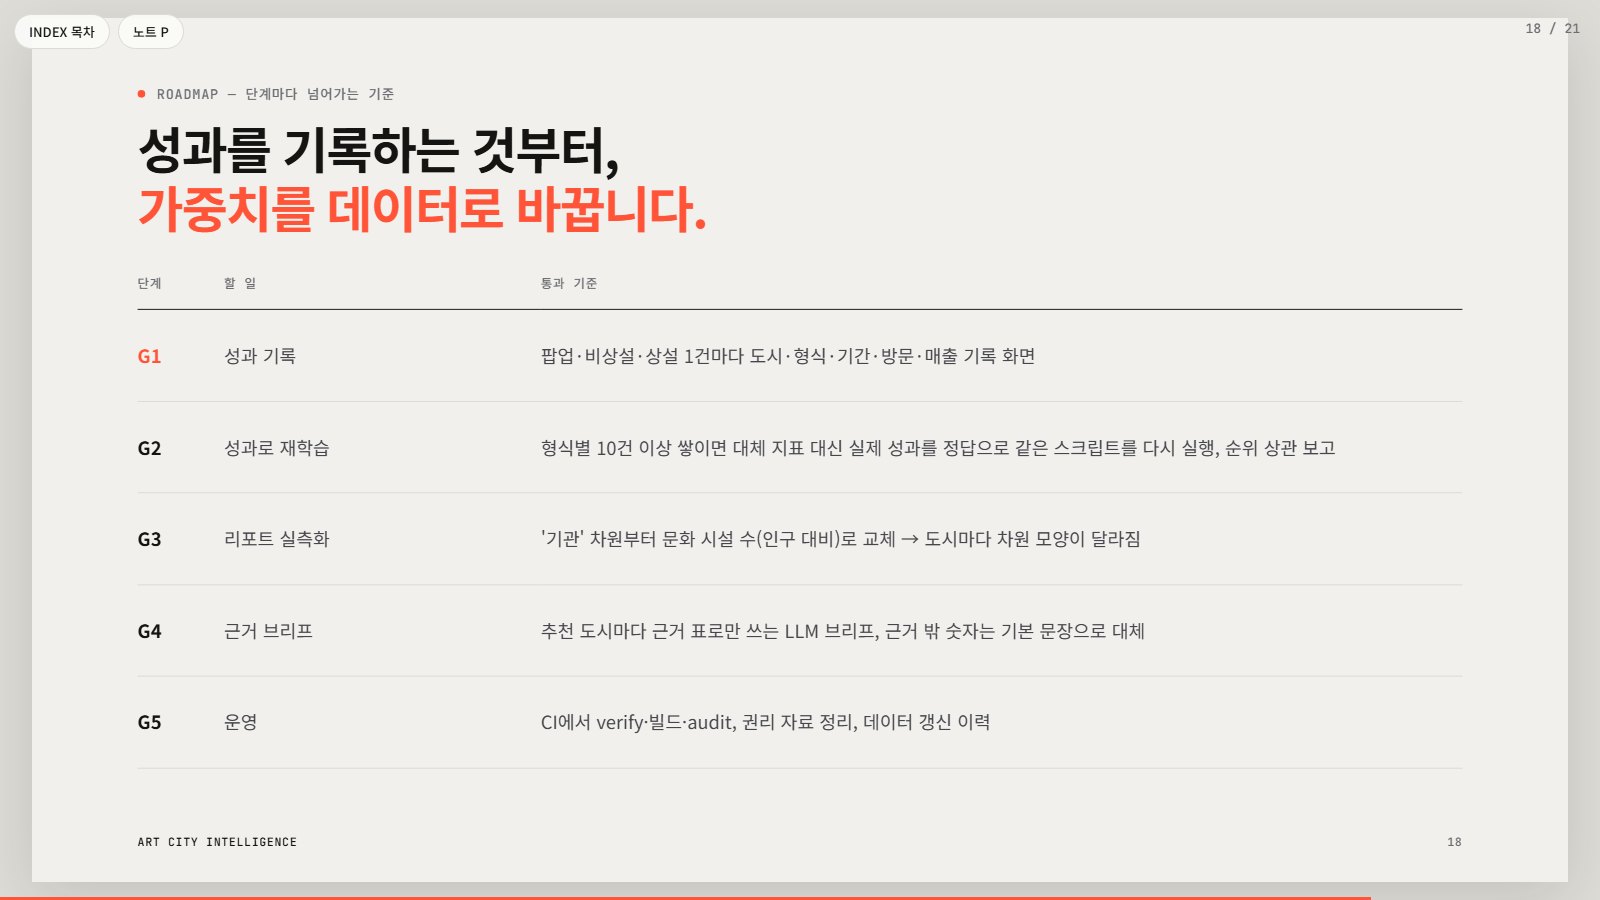 INDEX 목차
노트 P
18 / 21
ROADMAP — 단계마다 넘어가는 기준
성과를 기록하는 것부터,
가중치를 데이터로 바꿉니다.
단계 할 일 통과 기준
G1 성과 기록 팝업·비상설·상설 1건마다 도시·형식·기간·방문·매출 기록 화면
G2 성과로 재학습 형식별 10건 이상 쌓이면 대체 지표 대신 실제 성과를 정답으로 같은 스크립트를 다시 실행, 순위 상관 보고
G3 리포트 실측화 '기관' 차원부터 문화 시설 수(인구 대비)로 교체 → 도시마다 차원 모양이 달라짐
G4 근거 브리프 추천 도시마다 근거 표로만 쓰는 LLM 브리프, 근거 밖 숫자는 기본 문장으로 대체
G5 운영 CI에서 verify·빌드·audit, 권리 자료 정리, 데이터 갱신 이력
ART CITY INTELLIGENCE
18